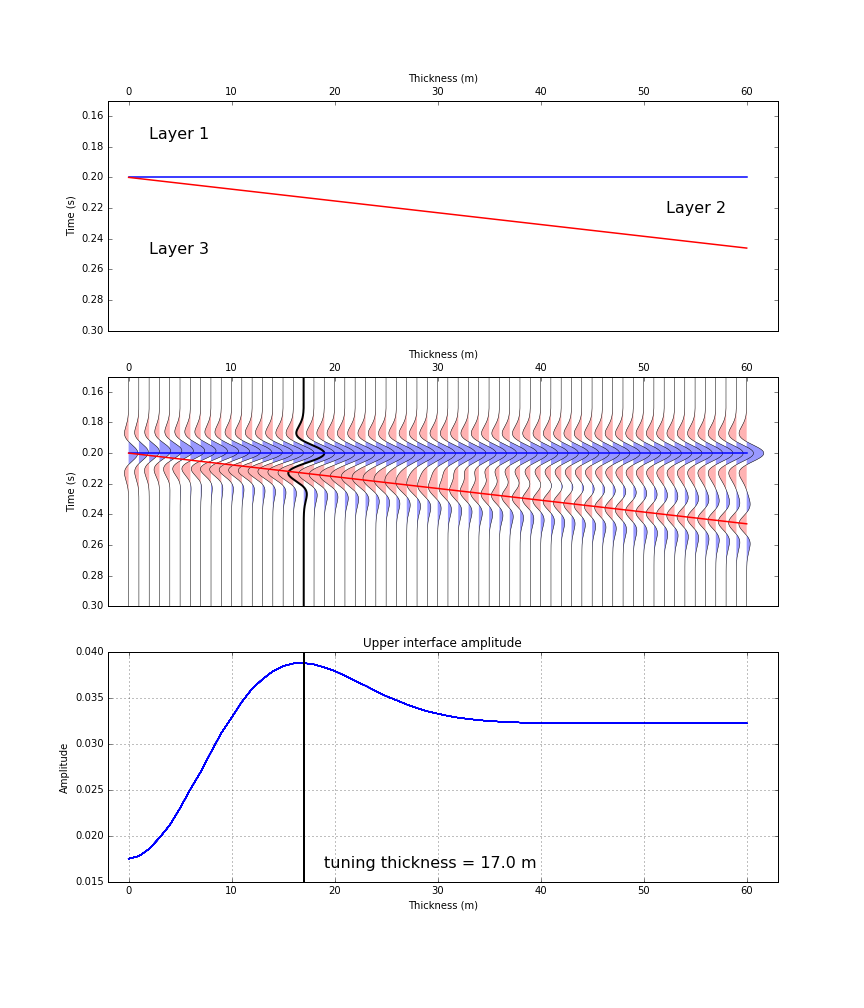 Thickness (m)
0 10 20 30 40 50 60
0.16
0.18
0.20
0.22
0.24
0.26
0.28
0.30
Time (s)
Layer 1
Layer 2
Layer 3
Thickness (m)
0 10 20 30 40 50 60
0.16
0.18
0.20
0.22
0.24
0.26
0.28
0.30
Time (s)
Upper interface amplitude
0.040
0.035
0.030
0.025
0.020
0.015
Amplitude
tuning thickness = 17.0 m
0 10 20 30 40 50 60
Thickness (m)